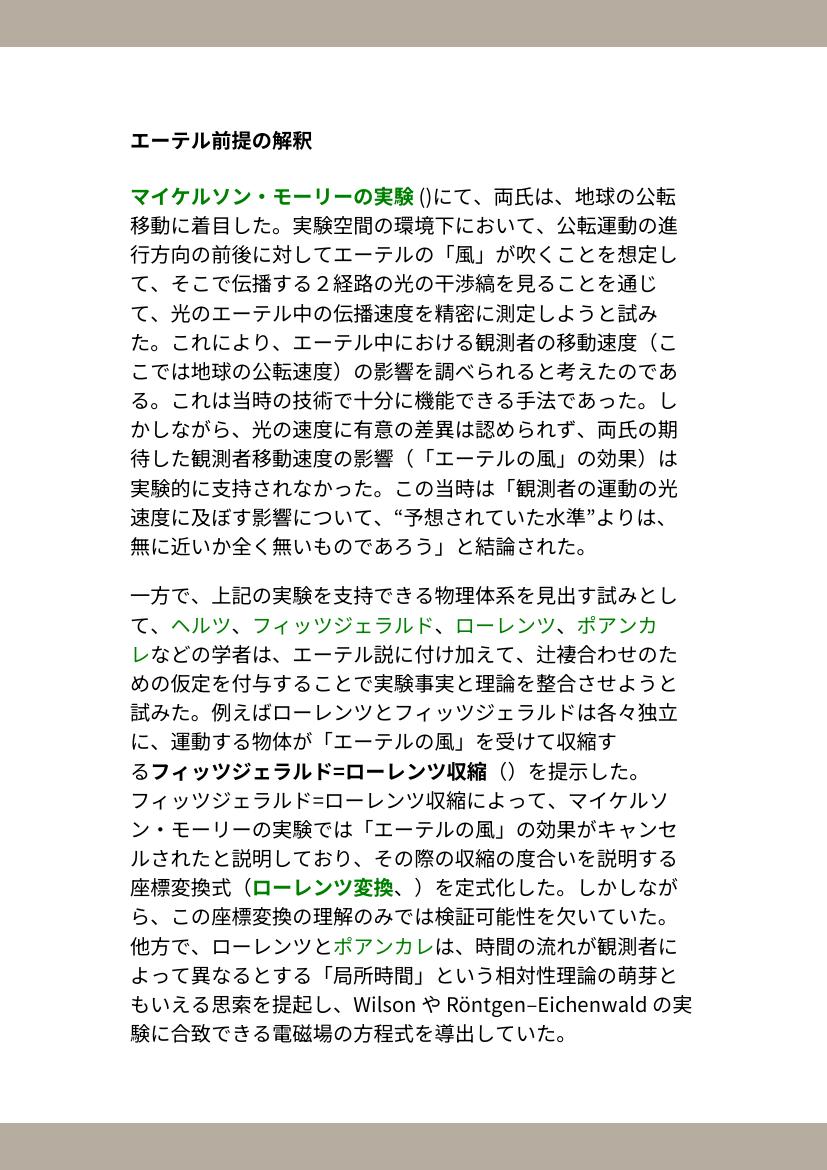 エーテル前提の解釈
マイケルソン・モーリーの実験 ()にて、両氏は、地球の公転
移動に着目した。実験空間の環境下において、公転運動の進
行方向の前後に対してエーテルの「風」が吹くことを想定し
て、そこで伝播する２経路の光の干渉縞を見ることを通じ
て、光のエーテル中の伝播速度を精密に測定しようと試み
た。これにより、エーテル中における観測者の移動速度（こ
こでは地球の公転速度）の影響を調べられると考えたのであ
る。これは当時の技術で十分に機能できる手法であった。し
かしながら、光の速度に有意の差異は認められず、両氏の期
待した観測者移動速度の影響（「エーテルの風」の効果）は
実験的に支持されなかった。この当時は「観測者の運動の光
速度に及ぼす影響について、“予想されていた水準”よりは、
無に近いか全く無いものであろう」と結論された。
一方で、上記の実験を支持できる物理体系を見出す試みとし
て、ヘルツ、フィッツジェラルド、ローレンツ、ポアンカ
レなどの学者は、エーテル説に付け加えて、辻褄合わせのた
めの仮定を付与することで実験事実と理論を整合させようと
試みた。例えばローレンツとフィッツジェラルドは各々独立
に、運動する物体が「エーテルの風」を受けて収縮す
るフィッツジェラルド=ローレンツ収縮（）を提示した。
フィッツジェラルド=ローレンツ収縮によって、マイケルソ
ン・モーリーの実験では「エーテルの風」の効果がキャンセ
ルされたと説明しており、その際の収縮の度合いを説明する
座標変換式（ローレンツ変換、）を定式化した。しかしなが
ら、この座標変換の理解のみでは検証可能性を欠いていた。
他方で、ローレンツとポアンカレは、時間の流れが観測者に
よって異なるとする「局所時間」という相対性理論の萌芽と
もいえる思索を提起し、Wilson や Röntgen–Eichenwald の実
験に合致できる電磁場の方程式を導出していた。